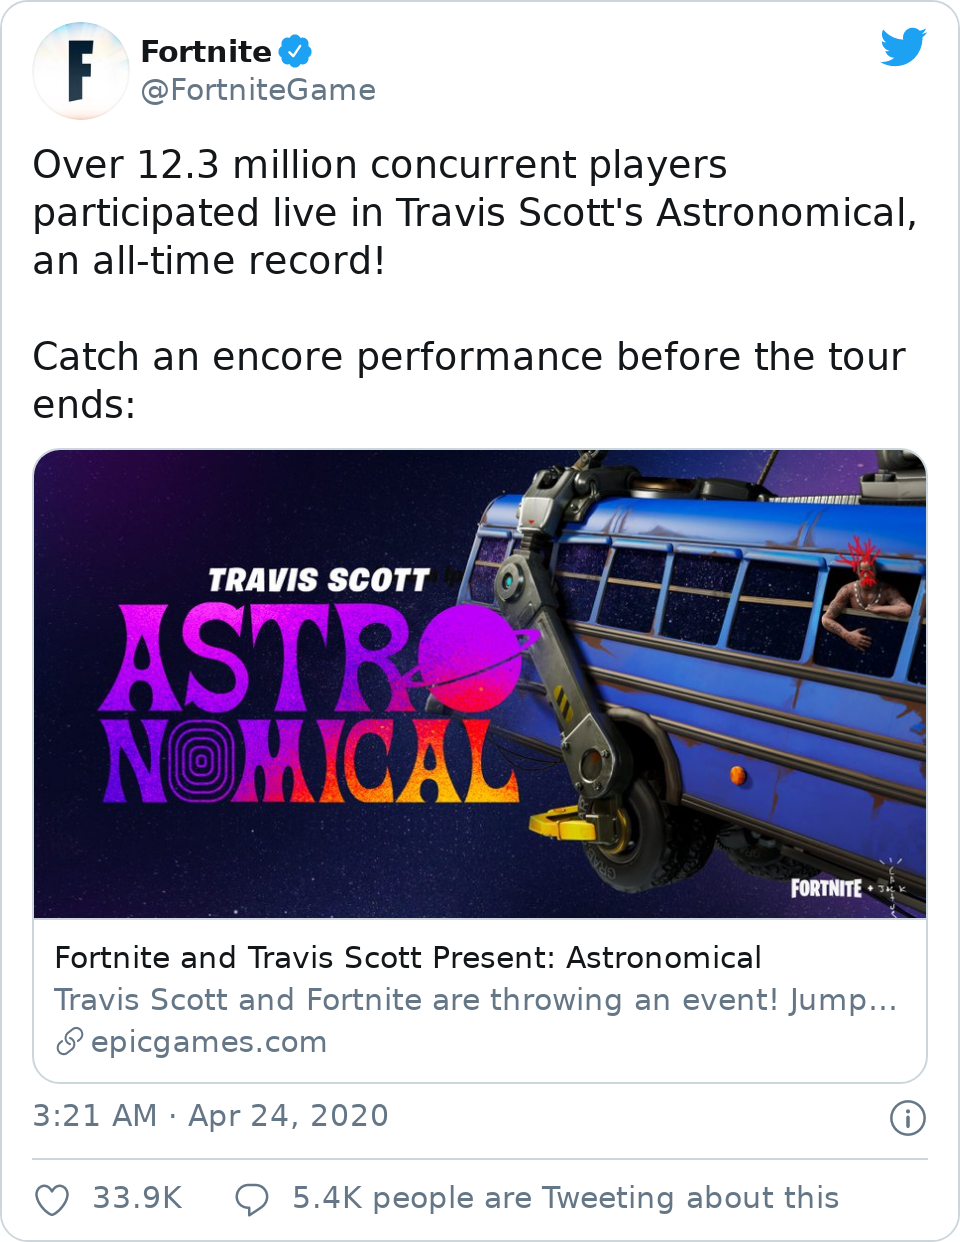 Fortnite
@FortniteGame
Over 12.3 million concurrent players
participated live in Travis Scott's Astronomical,
an all-time record!
Catch an encore performance before the tour
ends:
TRAVIS SCOTT
ASTRO
NOMICAL
FORTNITE +
Fortnite and Travis Scott Present: Astronomical
Travis Scott and Fortnite are throwing an event! Jump...
epicgames.com
3:21 AM · Apr 24, 2020
33.9K
5.4K people are Tweeting about this